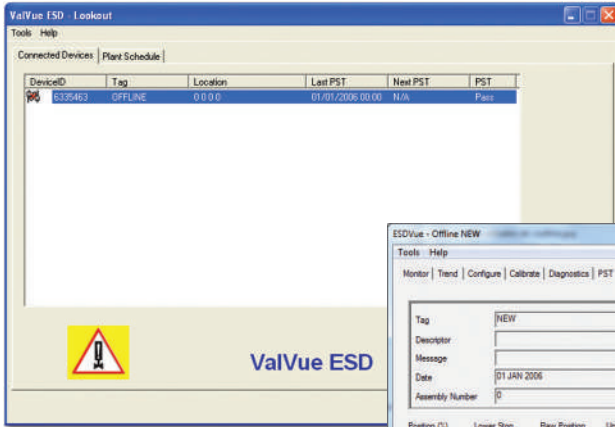 ValVue ESD - Lookout
Tools Help
Connected Devices Plant Schedule
DeviceID Tag Location Last PST Next PST PST
6335463 OFFLINE 0 0 0 0 01/01/2006 00:00 N/A Pass
ValVue ESD
ESDVue - Offline NEW
Tools Help
Monitor Trend Configure Calibrate Diagnostics PST
Tag NEW
Descriptor
Message
Date 01 JAN 2006
Assembly Number 0
Position (%) Lower Stop Raw Position